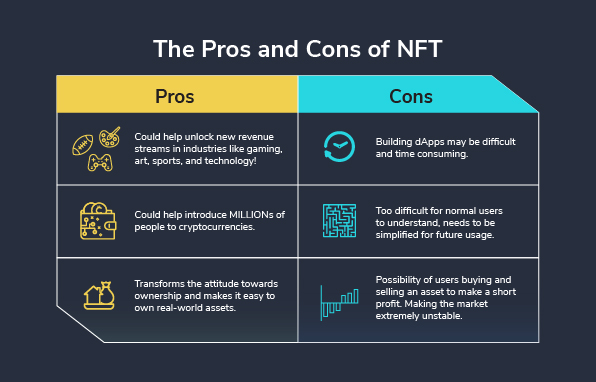 The Pros and Cons of NFT
Pros
Cons
Could help unlock new revenue
streams in industries like gaming,
art, sports, and technology!
Building dApps may be difficult
and time consuming.
Could help introduce MILLIONs of
people to cryptocurrencies.
Too difficult for normal users
to understand, needs to be
simplified for future usage.
Transforms the attitude towards
ownership and makes it easy to
own real-world assets.
Possibility of users buying and
selling an asset to make a short
profit. Making the market
extremely unstable.